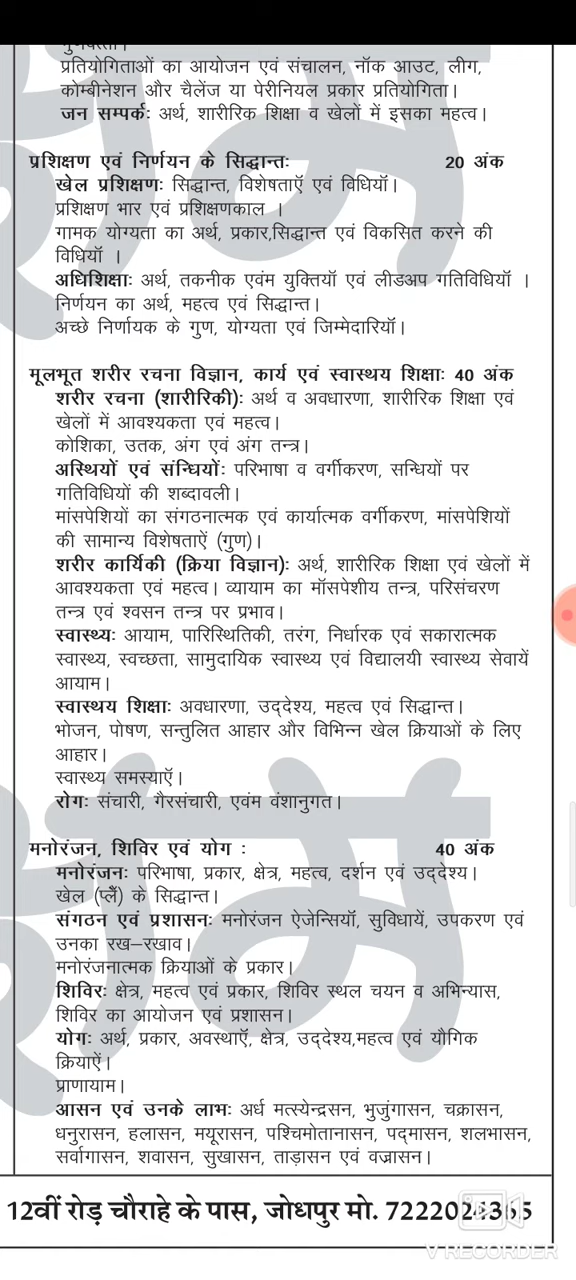 प्रतियोगिताओं का आयोजन एवं संचालन, नॉक आउट, लीग,
कोम्बीनेशन और चैलेंज या पेरीनियल प्रकार प्रतियोगिता।
जन सम्पर्कः अर्थ, शारीरिक शिक्षा व खेलों में इसका महत्व।
प्रशिक्षण एवं निर्णयन के सिद्धान्तः 20 अंक
खेल प्रशिक्षणः सिद्धान्त, विशेषताएँ एवं विधियॉ।
प्रशिक्षण भार एवं प्रशिक्षणकाल ।
गामक योग्यता का अर्थ, प्रकार,सिद्धान्त एवं विकसित करने की
विधियॉ ।
अधिशिक्षाः अर्थ, तकनीक एवंम युक्तियॉ एवं लीडअप गतिविधियॉ ।
निर्णयन का अर्थ, महत्व एवं सिद्धान्त।
अच्छे निर्णायक के गुण, योग्यता एवं जिम्मेदारियॉ।
मूलभूत शरीर रचना विज्ञान, कार्य एवं स्वास्थय शिक्षाः 40 अंक
शरीर रचना (शारीरिकी)ः अर्थ व अवधारणा, शारीरिक शिक्षा एवं
खेलों में आवश्यकता एवं महत्व।
कोशिका, उतक, अंग एवं अंग तन्त्र।
अस्थियों एवं संन्धियोंः परिभाषा व वर्गीकरण, सन्धियों पर
गतिविधियों की शब्दावली।
मांसपेशियों का संगठनात्मक एवं कार्यात्मक वर्गीकरण, मांसपेशियों
की सामान्य विशेषताऐं (गुण)।
शरीर कार्यिकी (क्रिया विज्ञान)ः अर्थ, शारीरिक शिक्षा एवं खेलों में
आवश्यकता एवं महत्व। व्यायाम का मॉसपेशीय तन्त्र, परिसंचरण
तन्त्र एवं श्वसन तन्त्र पर प्रभाव।
स्वास्थ्यः आयाम, पारिस्थितिकी, तरंग, निर्धारक एवं सकारात्मक
स्वास्थ्य, स्वच्छता, सामुदायिक स्वास्थ्य एवं विद्यालयी स्वास्थ्य सेवायें
आयाम।
स्वास्थय शिक्षाः अवधारणा, उद्देश्य, महत्व एवं सिद्धान्त।
भोजन, पोषण, सन्तुलित आहार और विभिन्न खेल क्रियाओं के लिए
आहार।
स्वास्थ्य समस्याऍ।
रोगः संचारी, गैरसंचारी, एवंम वंशानुगत।
मनोरंजन, शिविर एवं योग : 40 अंक
मनोरंजनः परिभाषा, प्रकार, क्षेत्र, महत्व, दर्शन एवं उद्देश्य।
खेल (प्लैं) के सिद्धान्त।
संगठन एवं प्रशासनः मनोरंजन ऐजेन्सियॉ, सुविधायें, उपकरण एवं
उनका रख–रखाव।
मनोरंजनात्मक क्रियाओं के प्रकार।
शिविरः क्षेत्र, महत्व एवं प्रकार, शिविर स्थल चयन व अभिन्यास,
शिविर का आयोजन एवं प्रशासन।
योगः अर्थ, प्रकार, अवस्थाऍ, क्षेत्र, उद्देश्य,महत्व एवं यौगिक
क्रियाऐं।
प्राणायाम।
आसन एवं उनके लाभः अर्ध मत्स्येन्द्रसन, भुजुंगासन, चक्रासन,
धनुरासन, हलासन, मयूरासन, पश्चिमोतानासन, पद्मासन, शलभासन,
सर्वागासन, शवासन, सुखासन, ताड़ासन एवं वज्रासन।
12वीं रोड़ चौराहे के पास, जोधपुर मो. 7222024365
V RECORDER